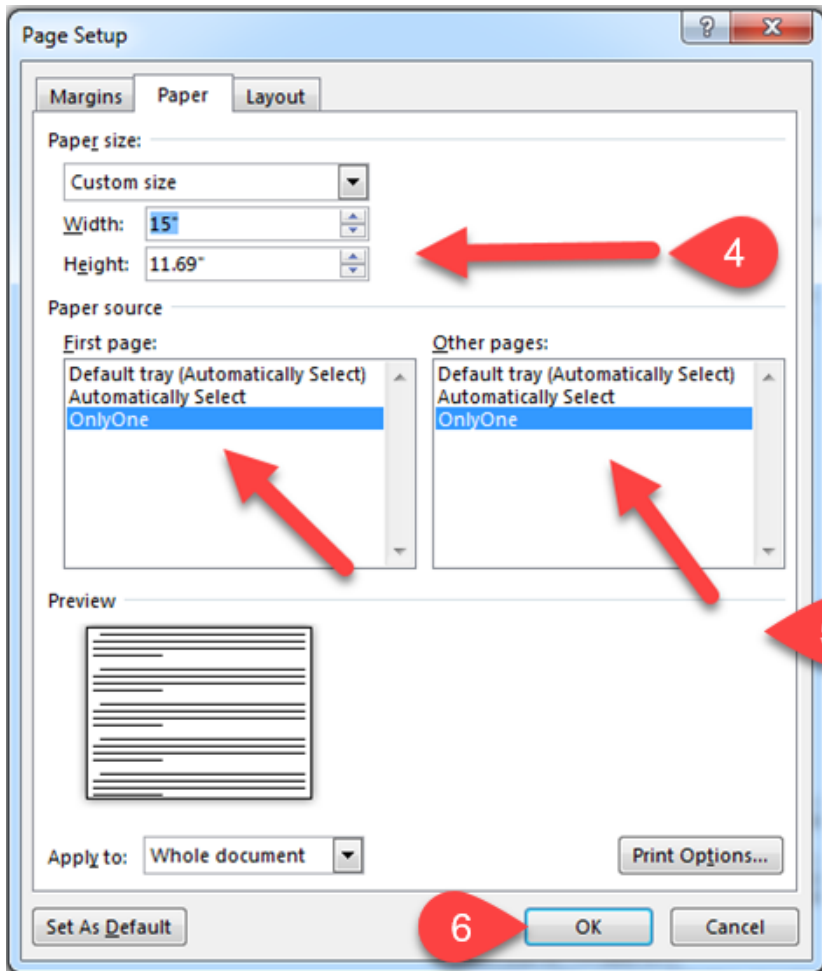 Page Setup
Margins Paper Layout
Paper size:
Custom size
Width: 15"
Height: 11.69"
4
Paper source
First page: Other pages:
Default tray (Automatically Select) Default tray (Automatically Select)
Automatically Select Automatically Select
OnlyOne OnlyOne
Preview
Apply to: Whole document Print Options...
Set As Default 6 OK Cancel